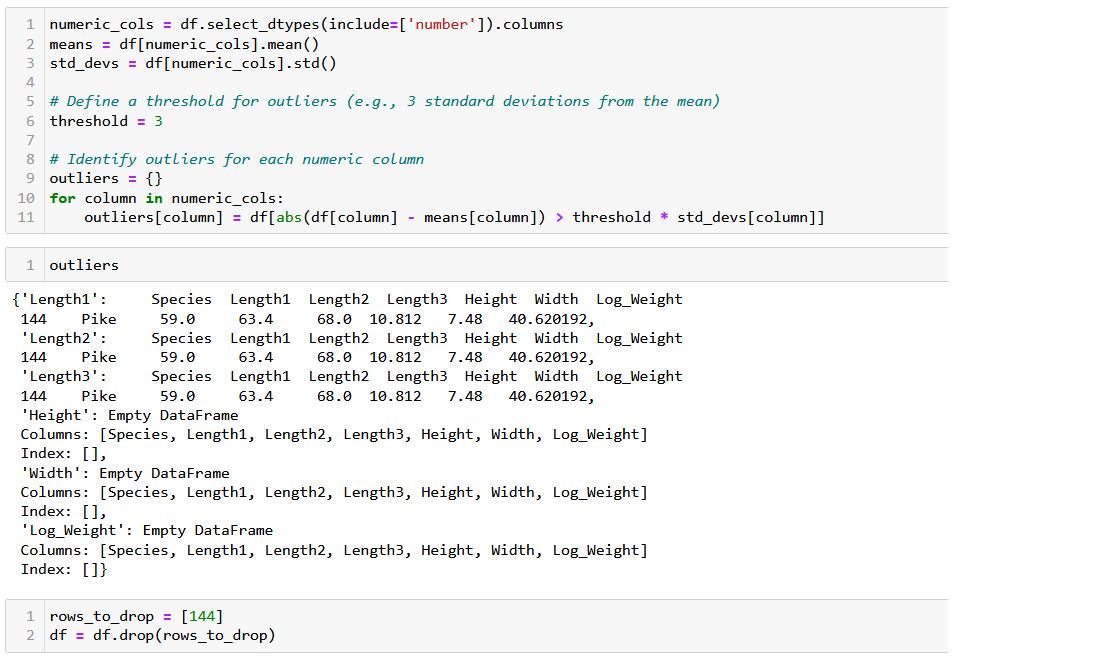 1 numeric_cols = df.select_dtypes(include=['number']).columns
2 means = df[numeric_cols].mean()
3 std_devs = df[numeric_cols].std()
4
5 # Define a threshold for outliers (e.g., 3 standard deviations from the mean)
6 threshold = 3
7
8 # Identify outliers for each numeric column
9 outliers = {}
10 for column in numeric_cols:
11     outliers[column] = df[abs(df[column] - means[column]) > threshold * std_devs[column]]
1 outliers
{'Length1':     Species  Length1  Length2  Length3  Height  Width  Log_Weight
 144    Pike     59.0     63.4     68.0  10.812   7.48   40.620192,
 'Length2':     Species  Length1  Length2  Length3  Height  Width  Log_Weight
 144    Pike     59.0     63.4     68.0  10.812   7.48   40.620192,
 'Length3':     Species  Length1  Length2  Length3  Height  Width  Log_Weight
 144    Pike     59.0     63.4     68.0  10.812   7.48   40.620192,
 'Height': Empty DataFrame
 Columns: [Species, Length1, Length2, Length3, Height, Width, Log_Weight]
 Index: [],
 'Width': Empty DataFrame
 Columns: [Species, Length1, Length2, Length3, Height, Width, Log_Weight]
 Index: [],
 'Log_Weight': Empty DataFrame
 Columns: [Species, Length1, Length2, Length3, Height, Width, Log_Weight]
 Index: []}
1 rows_to_drop = [144]
2 df = df.drop(rows_to_drop)